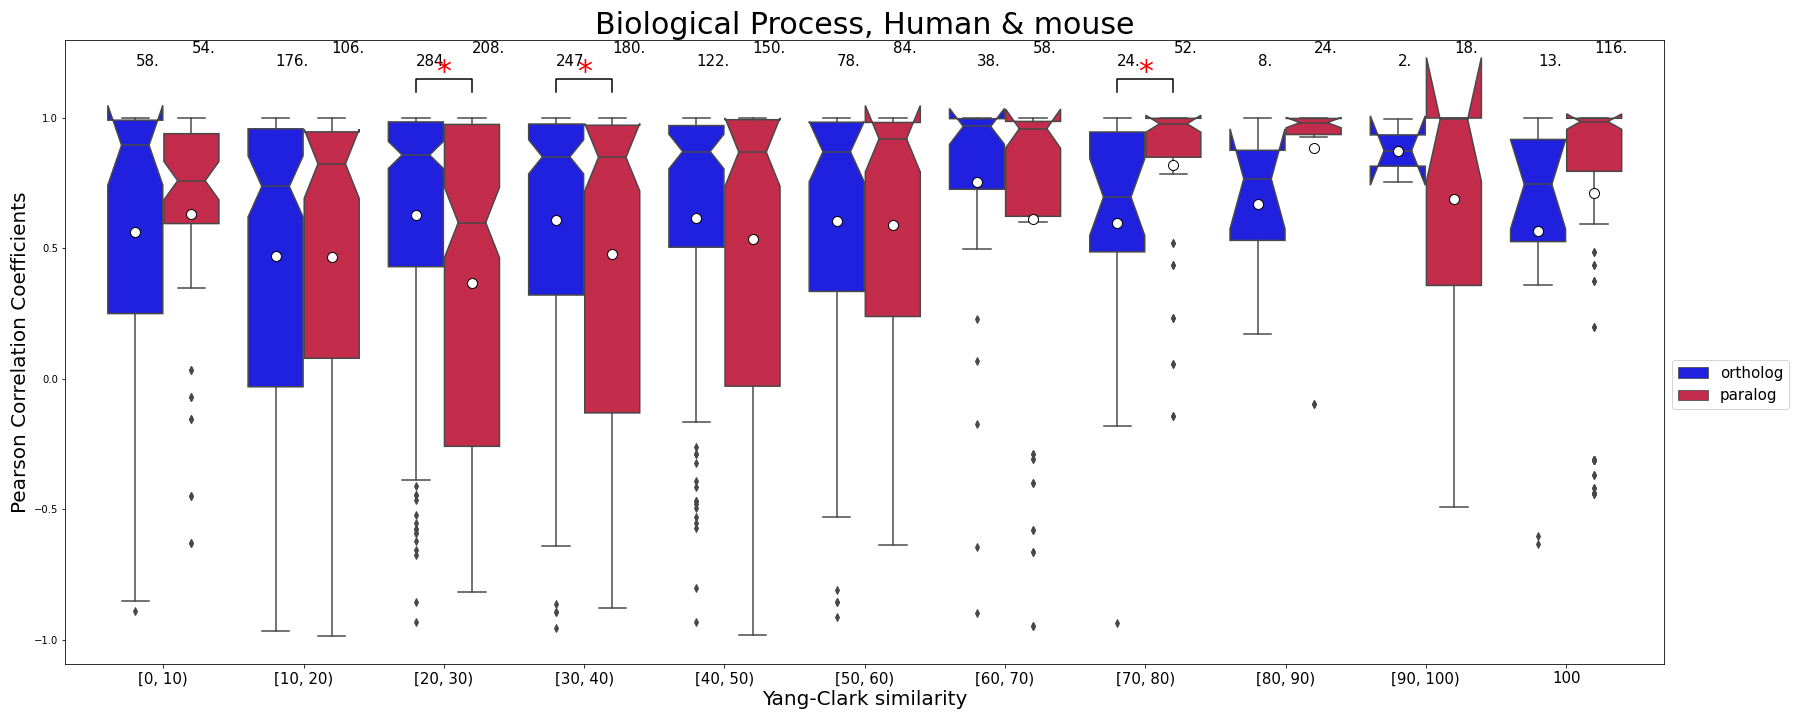 Biological Process, Human & mouse
54. 106. 208. 180. 150. 84. 58. 52. 24. 18. 116.
58. 176. 284. 247. 122. 78. 38. 24. 8. 2. 13.
* * *
1.0
0.5
0.0
−0.5
−1.0
Pearson Correlation Coefficients
ortholog
paralog
[0, 10) [10, 20) [20, 30) [30, 40) [40, 50) [50, 60) [60, 70) [70, 80) [80, 90) [90, 100) 100
Yang-Clark similarity